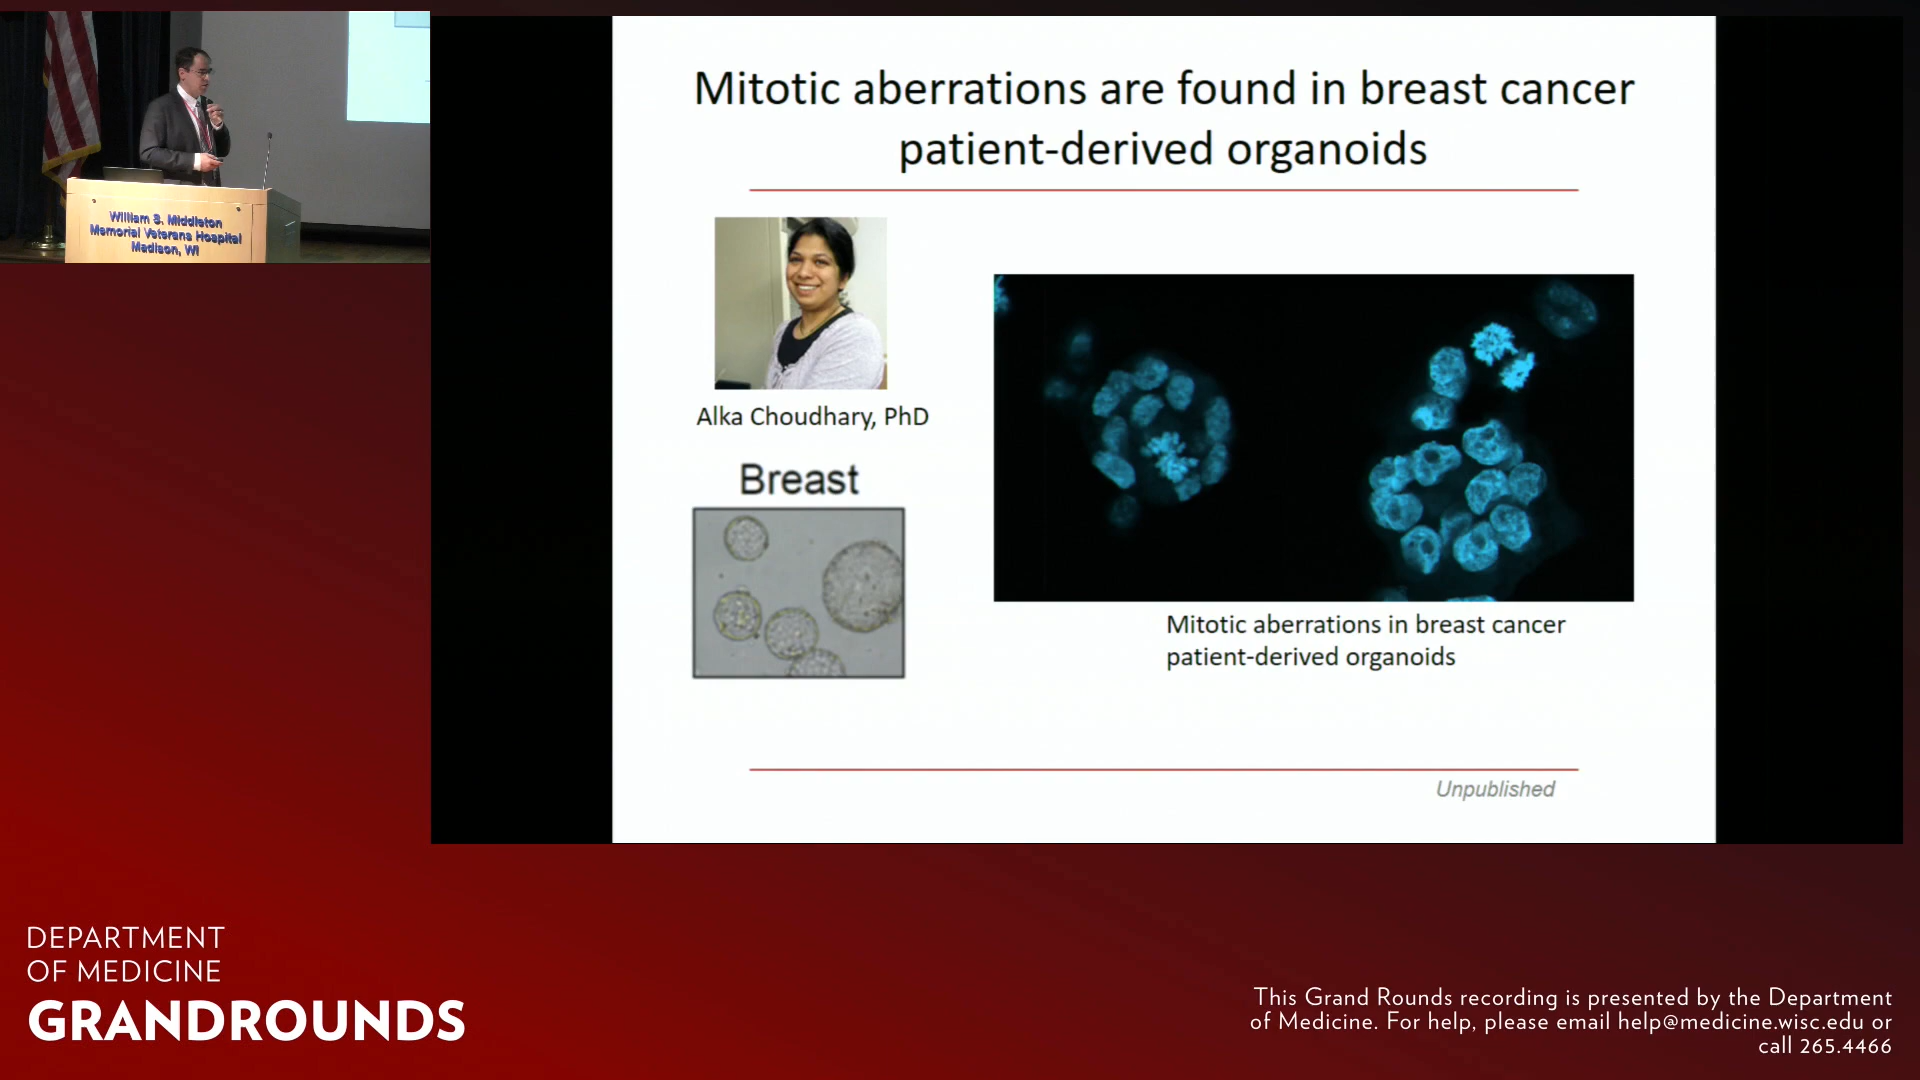 William S. Middleton
Memorial Veterans Hospital
Madison, WI
Mitotic aberrations are found in breast cancer
patient-derived organoids
Alka Choudhary, PhD
Breast
Mitotic aberrations in breast cancer
patient-derived organoids
Unpublished
DEPARTMENT
OF MEDICINE
GRANDROUNDS
This Grand Rounds recording is presented by the Department
of Medicine. For help, please email help@medicine.wisc.edu or
call 265.4466